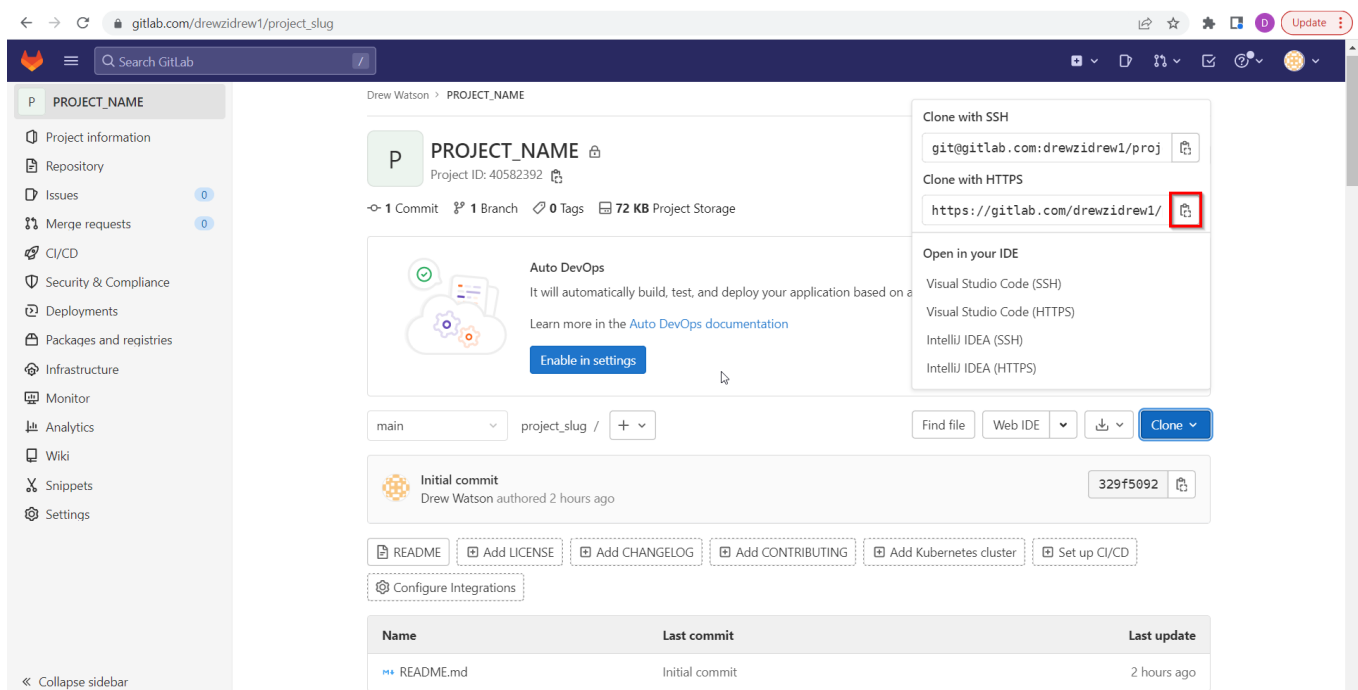 gitlab.com/drewzidrew1/project_slug
D
Update
Search GitLab
/
P PROJECT_NAME
Project information
Repository
Issues 0
Merge requests 0
CI/CD
Security & Compliance
Deployments
Packages and registries
Infrastructure
Monitor
Analytics
Wiki
Snippets
Settings
Collapse sidebar
Drew Watson > PROJECT_NAME
P
PROJECT_NAME
Project ID: 40582392
1 Commit 1 Branch 0 Tags 72 KB Project Storage
Auto DevOps
It will automatically build, test, and deploy your application based on a
Learn more in the Auto DevOps documentation
Enable in settings
Clone with SSH
git@gitlab.com:drewzidrew1/proj
Clone with HTTPS
https://gitlab.com/drewzidrew1/
Open in your IDE
Visual Studio Code (SSH)
Visual Studio Code (HTTPS)
IntelliJ IDEA (SSH)
IntelliJ IDEA (HTTPS)
main project_slug / + Find file Web IDE Clone
Initial commit
Drew Watson authored 2 hours ago
329f5092
README Add LICENSE Add CHANGELOG Add CONTRIBUTING Add Kubernetes cluster Set up CI/CD
Configure Integrations
Name Last commit Last update
README.md Initial commit 2 hours ago